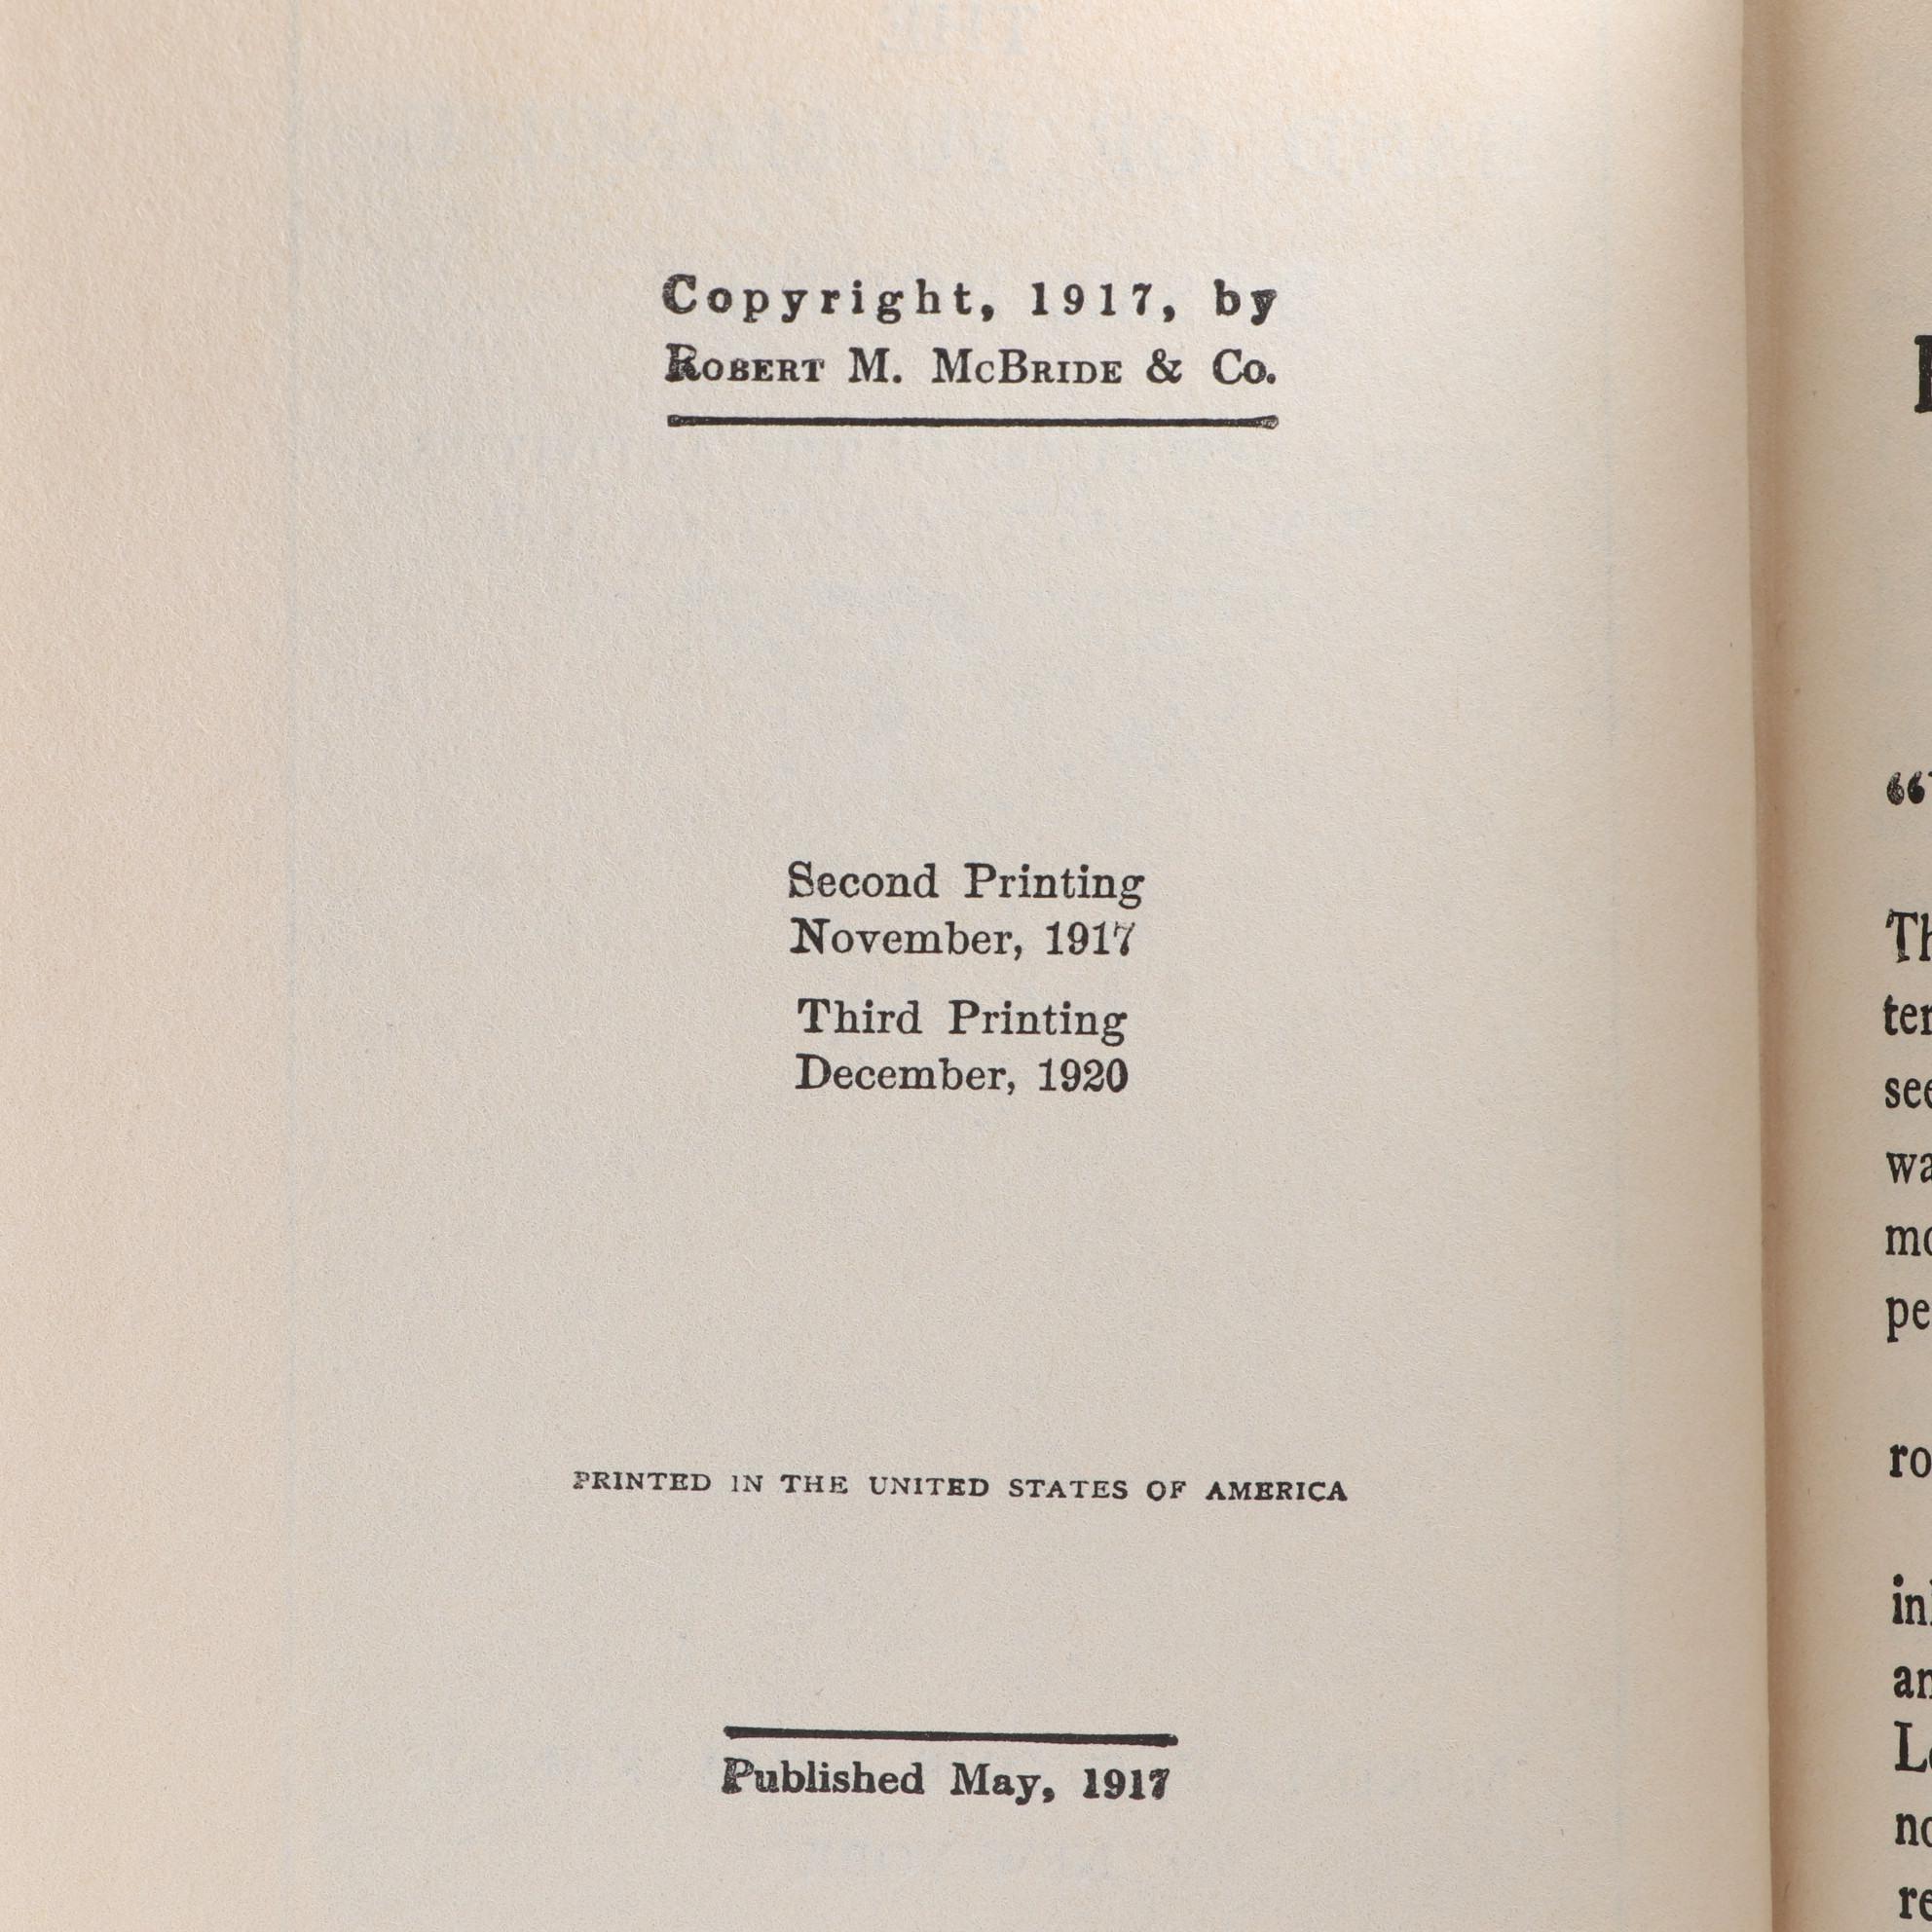 Copyright, 1917, by
ROBERT M. MCBRIDE & CO.
Second Printing
November, 1917
Third Printing
December, 1920
PRINTED IN THE UNITED STATES OF AMERICA
Published May, 1917